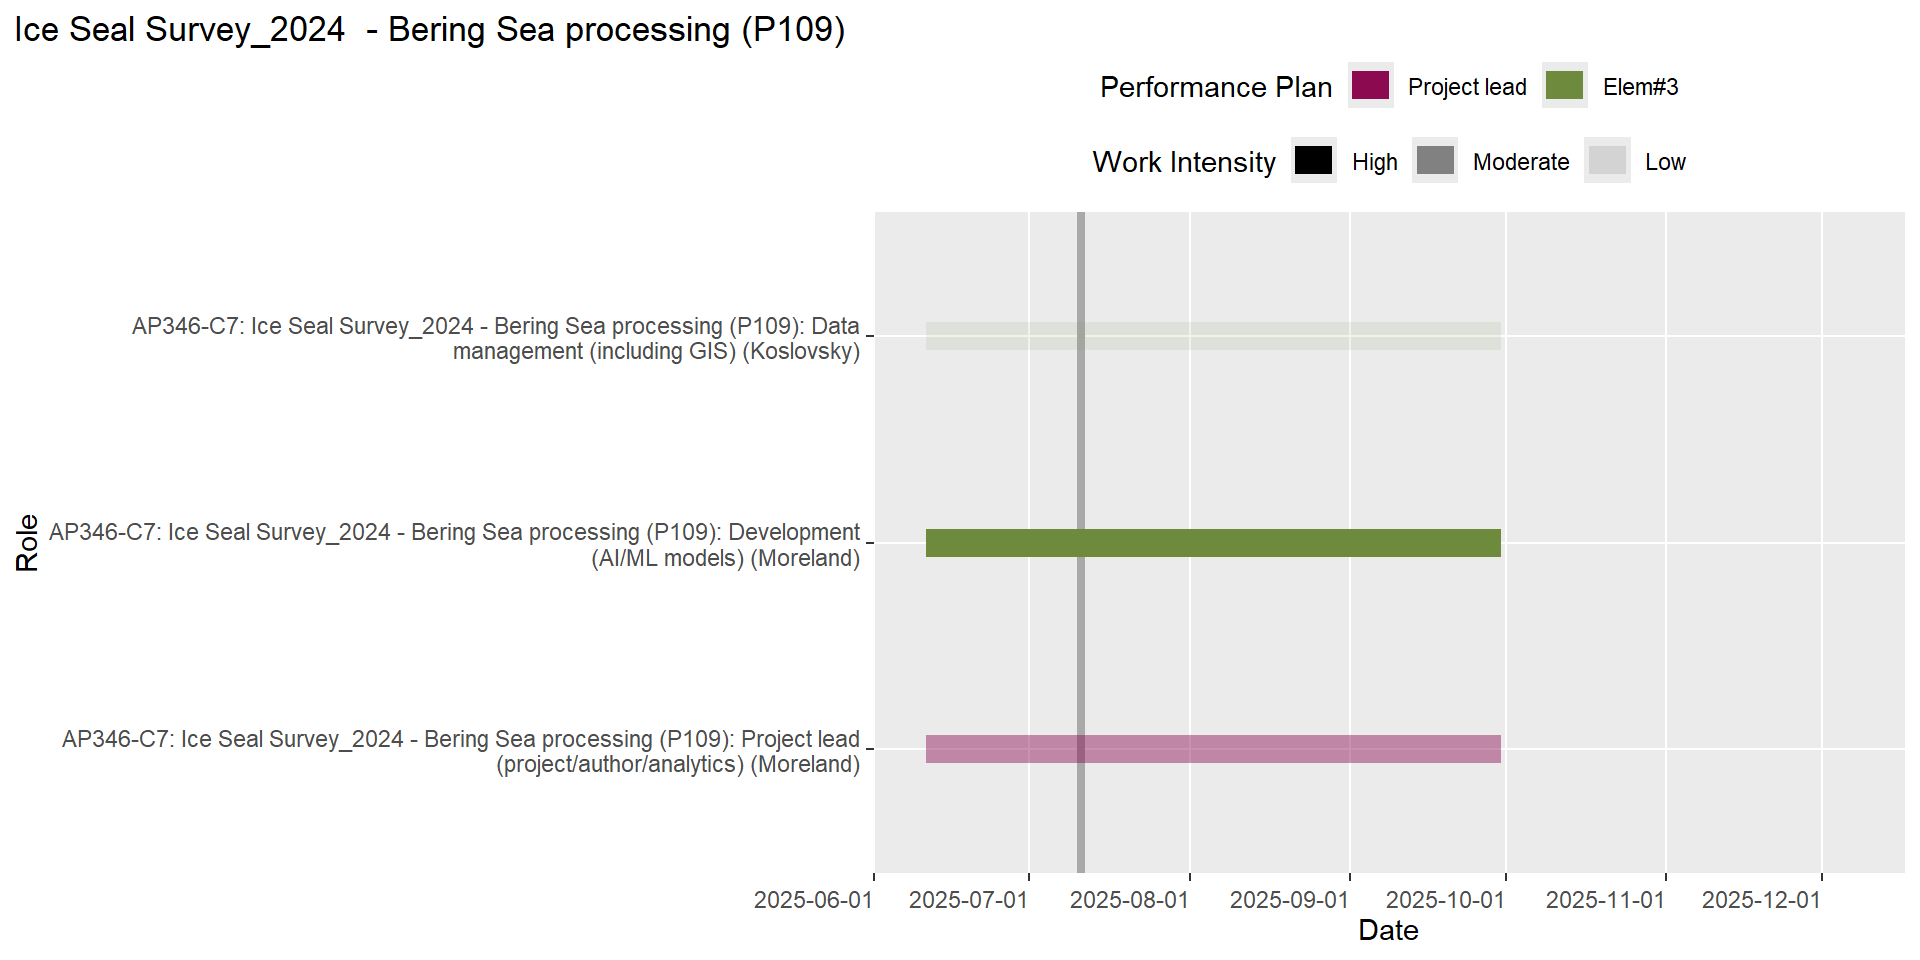 Ice Seal Survey_2024  - Bering Sea processing (P109)
Performance Plan Project lead Elem#3
Work Intensity High Moderate Low
AP346-C7: Ice Seal Survey_2024 - Bering Sea processing (P109): Data
management (including GIS) (Koslovsky)
Role
AP346-C7: Ice Seal Survey_2024 - Bering Sea processing (P109): Development
(AI/ML models) (Moreland)
AP346-C7: Ice Seal Survey_2024 - Bering Sea processing (P109): Project lead
(project/author/analytics) (Moreland)
2025-06-01 2025-07-01 2025-08-01 2025-09-01 2025-10-01 2025-11-01 2025-12-01
Date